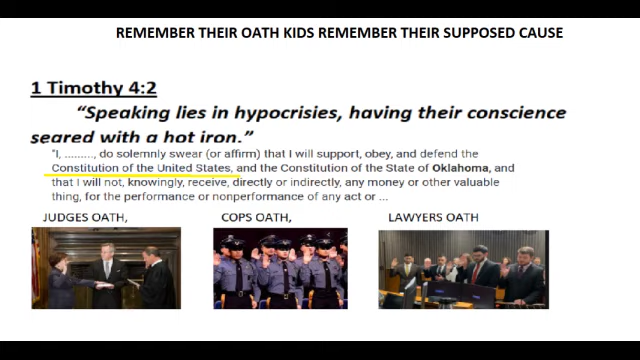 REMEMBER THEIR OATH KIDS REMEMBER THEIR SUPPOSED CAUSE
1 Timothy 4:2
"Speaking lies in hypocrisies, having their conscience
seared with a hot iron."
"I, ........., do solemnly swear (or affirm) that I will support, obey, and defend the
Constitution of the United States, and the Constitution of the State of Oklahoma, and
that I will not, knowingly, receive, directly or indirectly, any money or other valuable
thing, for the performance or nonperformance of any act or ...
JUDGES OATH, COPS OATH, LAWYERS OATH